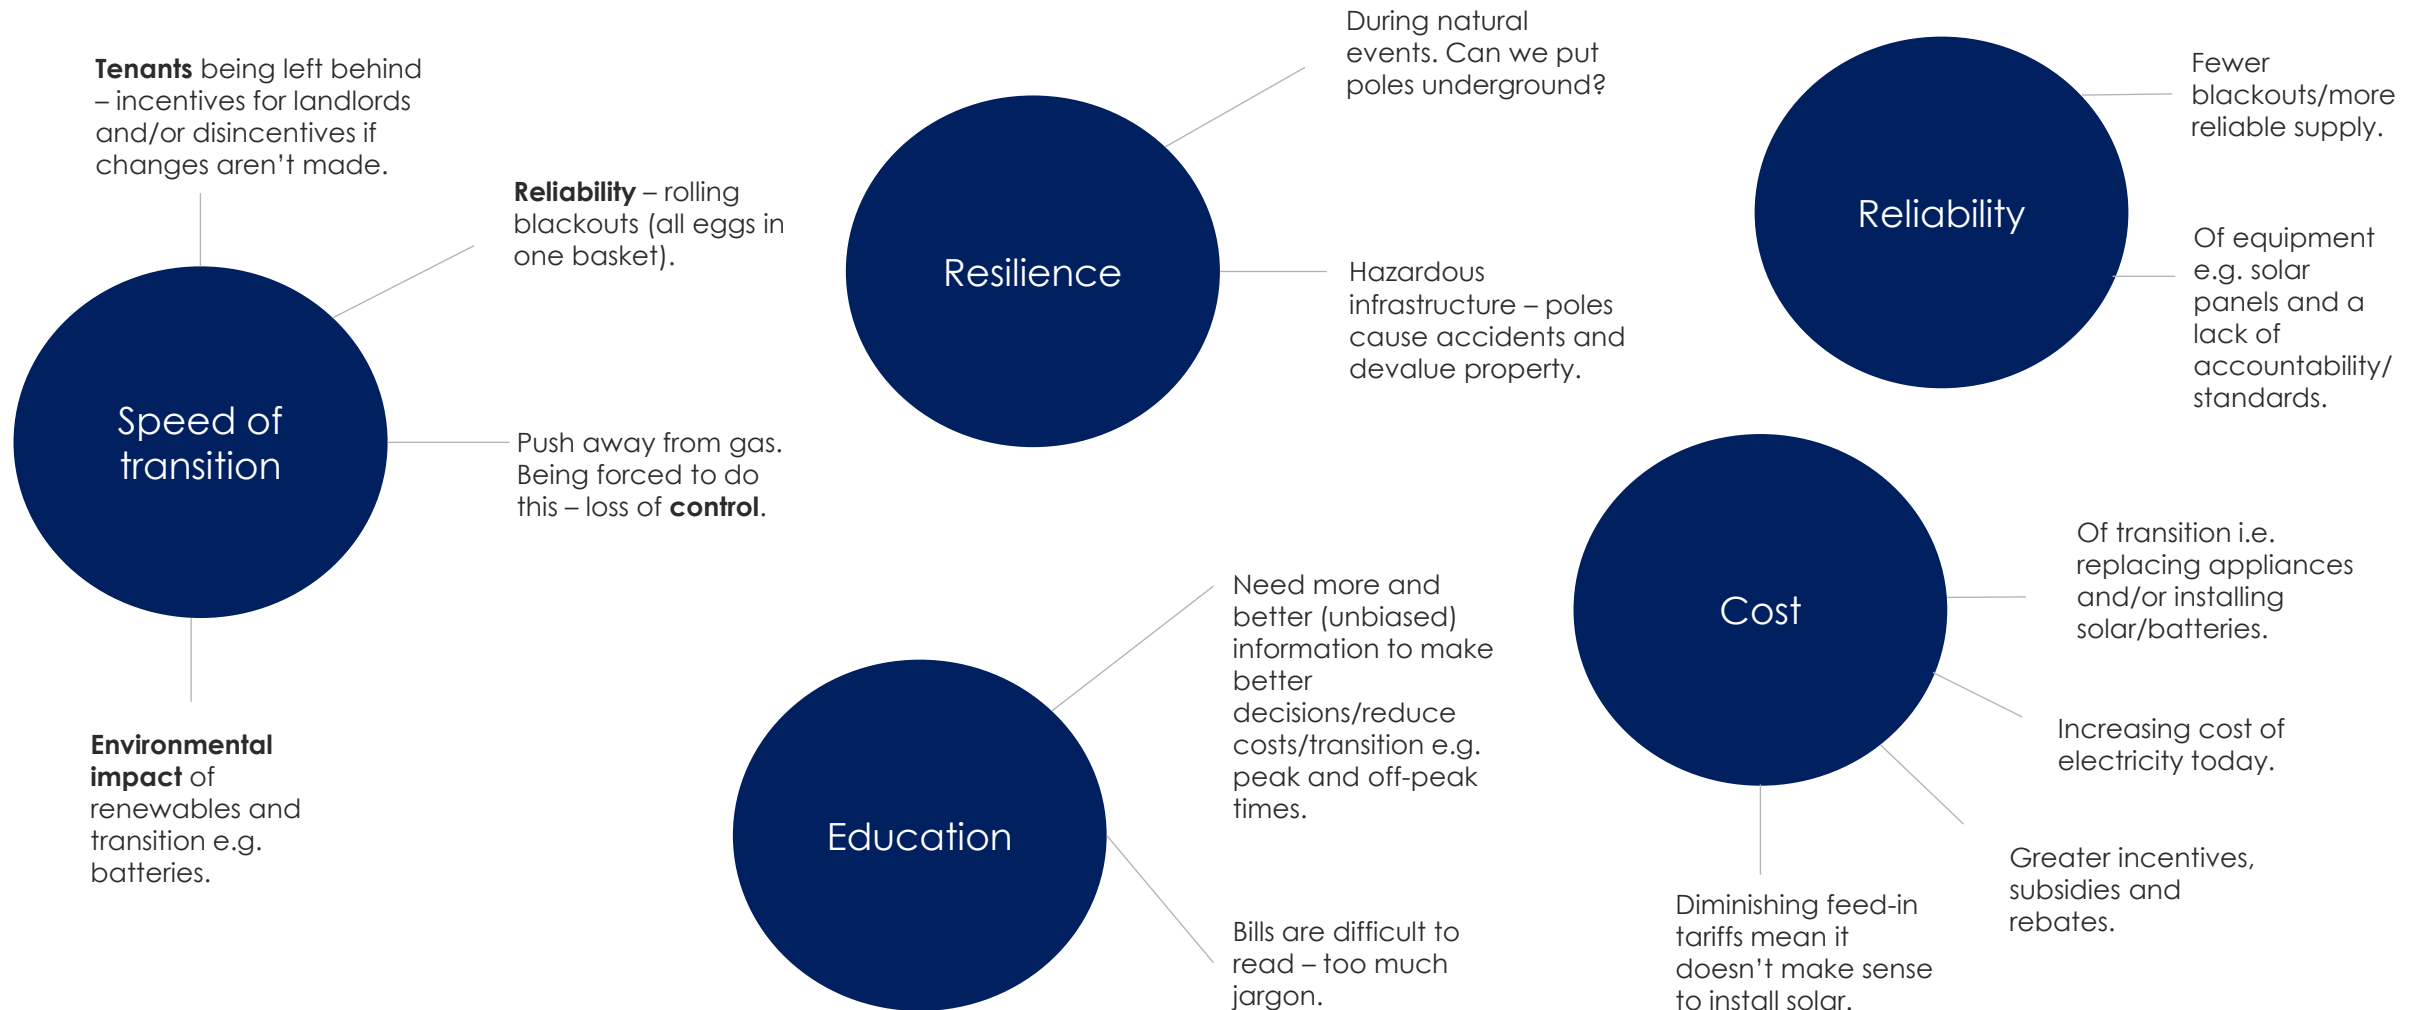 Tenants being left behind
– incentives for landlords
and/or disincentives if
changes aren’t made.
Reliability – rolling
blackouts (all eggs in
one basket).
Speed of
transition
Push away from gas.
Being forced to do
this – loss of control.
Environmental
impact of
renewables and
transition e.g.
batteries.
During natural
events. Can we put
poles underground?
Resilience
Hazardous
infrastructure – poles
cause accidents and
devalue property.
Fewer
blackouts/more
reliable supply.
Reliability
Of equipment
e.g. solar
panels and a
lack of
accountability/
standards.
Need more and
better (unbiased)
information to make
better
decisions/reduce
costs/transition e.g.
peak and off-peak
times.
Education
Bills are difficult to
read – too much
jargon.
Cost
Of transition i.e.
replacing appliances
and/or installing
solar/batteries.
Increasing cost of
electricity today.
Greater incentives,
subsidies and
rebates.
Diminishing feed-in
tariffs mean it
doesn’t make sense
to install solar.